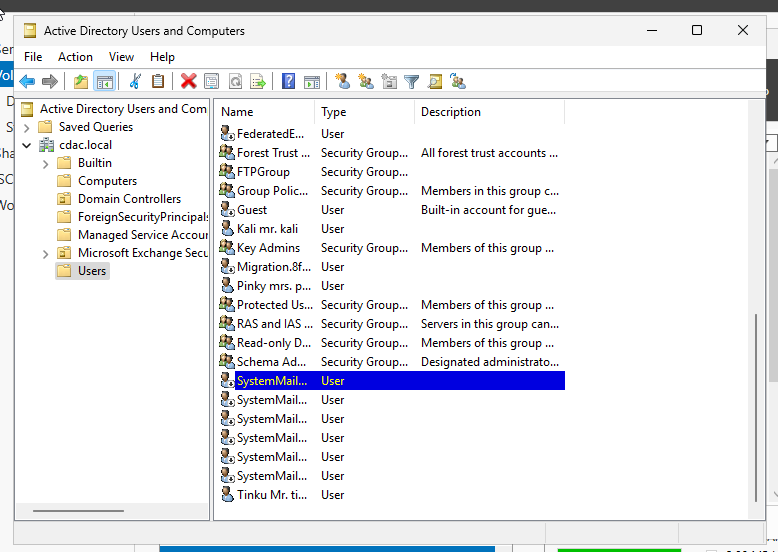 Active Directory Users and Computers
File Action View Help
Active Directory Users and Com
Saved Queries
cdac.local
Builtin
Computers
Domain Controllers
ForeignSecurityPrincipals
Managed Service Accour
Microsoft Exchange Secu
Users
Name Type Description
FederatedE... User
Forest Trust ... Security Group... All forest trust accounts ...
FTPGroup Security Group...
Group Polic... Security Group... Members in this group c...
Guest User Built-in account for gue...
Kali mr. kali User
Key Admins Security Group... Members of this group ...
Migration.8f... User
Pinky mrs. p... User
Protected Us... Security Group... Members of this group ...
RAS and IAS ... Security Group... Servers in this group can...
Read-only D... Security Group... Members of this group ...
Schema Ad... Security Group... Designated administrato...
SystemMail... User
SystemMail... User
SystemMail... User
SystemMail... User
SystemMail... User
SystemMail... User
Tinku Mr. ti... User